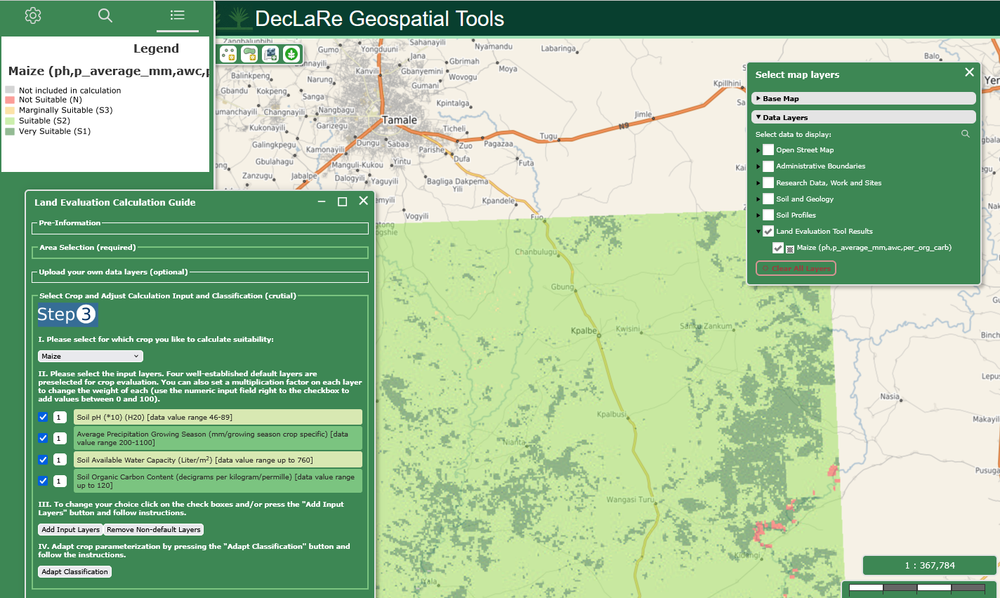 DecLaRe Geospatial Tools
Legend
Maize (ph,p_average_mm,awc,p
Not included in calculation
Not Suitable (N)
Marginally Suitable (S3)
Suitable (S2)
Very Suitable (S1)
Land Evaluation Calculation Guide
Pre-Information
Area Selection (required)
Upload your own data layers (optional)
Select Crop and Adjust Calculation Input and Classification (crutial)
Step 3
I. Please select for which crop you like to calculate suitability:
Maize
II. Please select the input layers. Four well-established default layers are
preselected for crop evaluation. You can also set a multiplication factor on each layer
to change the weight of each (use the numeric input field right to the checkbox to
add values between 0 and 100).
1 Soil pH (*10) (H20) [data value range 46-89]
1 Average Precipitation Growing Season (mm/growing season crop specific) [data
value range 200-1100]
1 Soil Available Water Capacity (Liter/m²) [data value range up to 760]
1 Soil Organic Carbon Content (decigrams per kilogram/permille) [data value range
up to 120]
III. To change your choice click on the check boxes and/or press the "Add Input
Layers" button and follow instructions.
Add Input Layers Remove Non-default Layers
IV. Adapt crop parameterization by pressing the "Adapt Classification" button and
follow the instructions.
Adapt Classification
Select map layers
Base Map
Data Layers
Select data to display:
Open Street Map
Administrative Boundaries
Research Data, Work and Sites
Soil and Geology
Soil Profiles
Land Evaluation Tool Results
Maize (ph,p_average_mm,awc,per_org_carb)
Clear All Layers
Zangbalunbihi
Sahanayili
Gumo
Yongduuni
Nyamandu
Labaringa
Jana
Gbrimah
Balo
Kanvili
Gbanyemini
Moya
Balinkpeng
Nyeko
Wovogu
Gbandu
Kokpeng
Norung
Kpillhini
Yen
Sanga
Kpintala
umanchayili
Changnayili
Nangbagu
Jimle
Tamale
N9
Kukonayili
Garizegu
Ticheli
Tugu
Galingkpegu
Kamonayili
Dungu
Sabaa
Zuo
Pagazaa
Parishe
Gbulahagu
Dufa
Futa
Manguli-Kukou
Yintu
Zanzugu
Jabalpe
Dalogyili
Yaguyili
Bagliga Dakpema
Yili
emyili
Kpandele
Vogyili
Fuo
Chanbulugu
Gbung
Kpalbe
Kwisini
Sanku Zankum
Binch
Nasia
Kpalbusi
Makayili
Nianta
Pusuga
Wangasi Turu
Kidengi
Yala
1 : 367,784